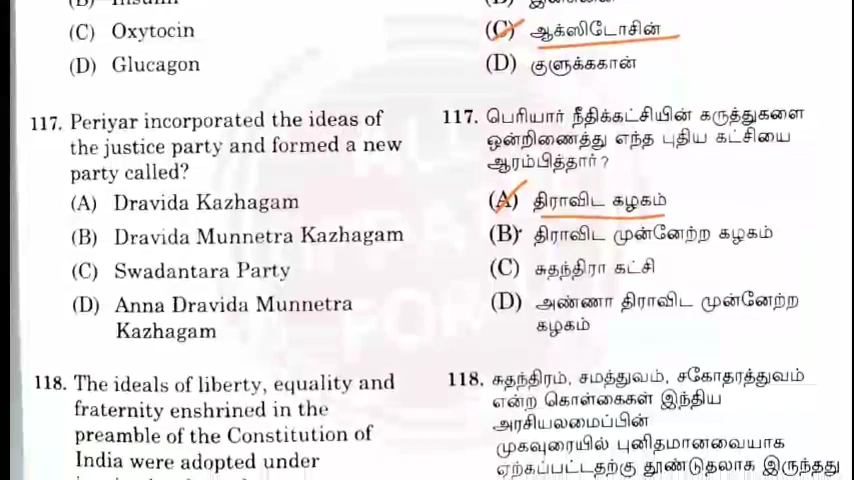 (C) Oxytocin
(D) Glucagon
117. Periyar incorporated the ideas of
the justice party and formed a new
party called?
(A) Dravida Kazhagam
(B) Dravida Munnetra Kazhagam
(C) Swadantara Party
(D) Anna Dravida Munnetra
Kazhagam
118. The ideals of liberty, equality and
fraternity enshrined in the
preamble of the Constitution of
India were adopted under
(C) ஆக்ஸிடோசின்
(D) குளுக்ககான்
117. பெரியார் நீதிக்கட்சியின் கருத்துகளை
ஒன்றிணைத்து எந்த புதிய கட்சியை
ஆரம்பித்தார்?
(A) திராவிட கழகம்
(B) திராவிட முன்னேற்ற கழகம்
(C) சுதந்திரா கட்சி
(D) அண்ணா திராவிட முன்னேற்ற
கழகம்
118. சுதந்திரம், சமத்துவம், சகோதரத்துவம்
என்ற கொள்கைகள் இந்திய
அரசியலமைப்பின்
முகவுரையில் புனிதமானவையாக
ஏற்கப்பட்டதற்கு தூண்டுதலாக இருந்தது